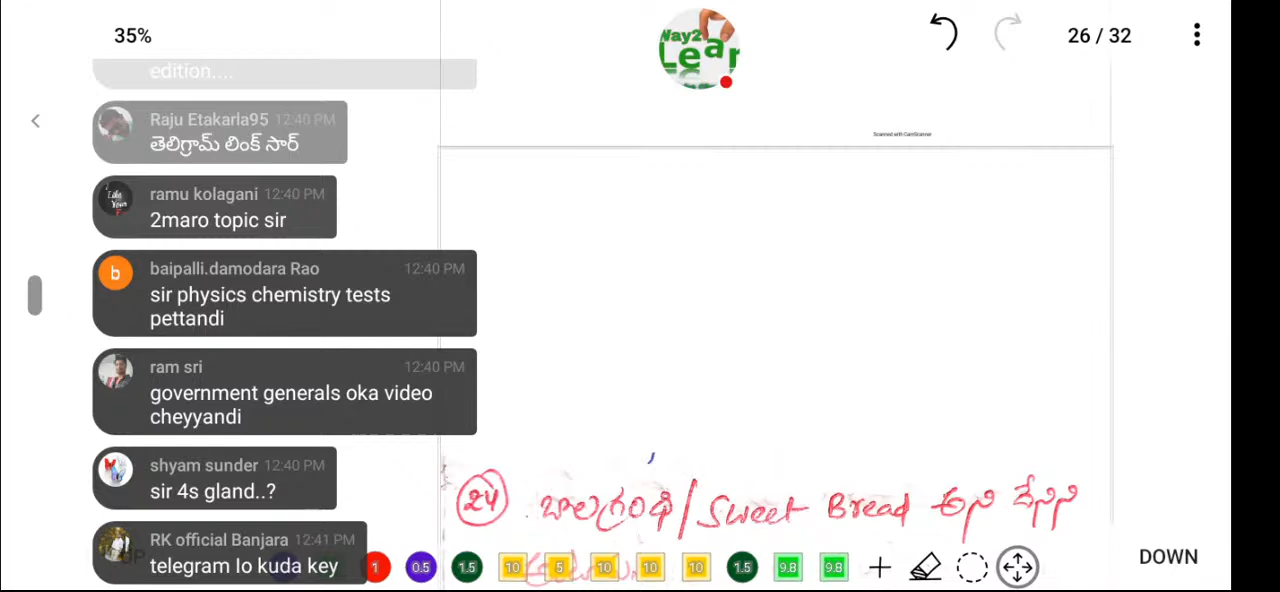 35%
Way2
Lear
26 / 32
edition....
Raju Etakarla95 12:40 PM
తెలిగ్రామ్ లింక్ సార్
Scanned with CamScanner
ramu kolagani 12:40 PM
2maro topic sir
baipalli.damodara Rao 12:40 PM
sir physics chemistry tests
pettandi
ram sri 12:40 PM
government generals oka video
cheyyandi
shyam sunder 12:40 PM
sir 4s gland..?
24 బాలగ్రంథి/Sweet Bread అని దేనిని
RK official Banjara 12:41 PM
telegram lo kuda key
1 0.5 1.5 10 5 10 10 10 1.5 9.8 9.8
DOWN